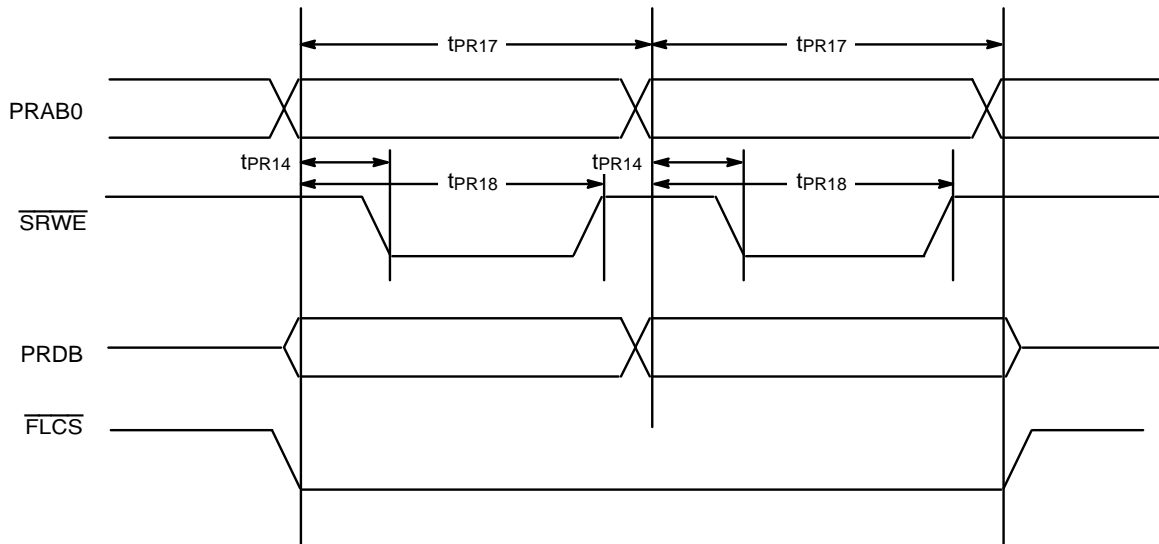 tPR17 tPR17
PRAB0
tPR14 tPR14
tPR18 tPR18
SRWE
PRDB
FLCS